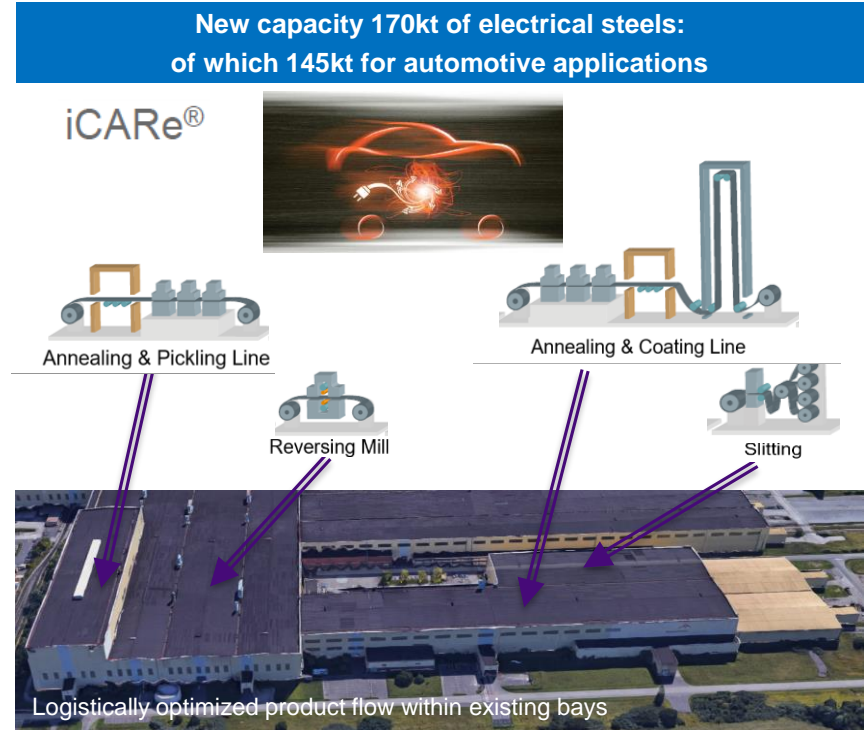 New capacity 170kt of electrical steels:
of which 145kt for automotive applications
iCARe®
Annealing & Pickling Line
Annealing & Coating Line
Reversing Mill
Slitting
Logistically optimized product flow within existing bays